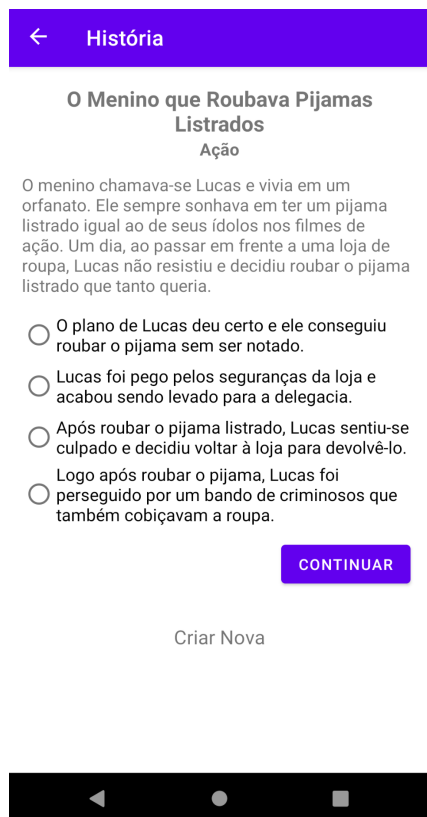 História
O Menino que Roubava Pijamas
Listrados
Ação
O menino chamava-se Lucas e vivia em um
orfanato. Ele sempre sonhava em ter um pijama
listrado igual ao de seus ídolos nos filmes de
ação. Um dia, ao passar em frente a uma loja de
roupa, Lucas não resistiu e decidiu roubar o pijama
listrado que tanto queria.
O plano de Lucas deu certo e ele conseguiu
roubar o pijama sem ser notado.
Lucas foi pego pelos seguranças da loja e
acabou sendo levado para a delegacia.
Após roubar o pijama listrado, Lucas sentiu-se
culpado e decidiu voltar à loja para devolvê-lo.
Logo após roubar o pijama, Lucas foi
perseguido por um bando de criminosos que
também cobiçavam a roupa.
CONTINUAR
Criar Nova